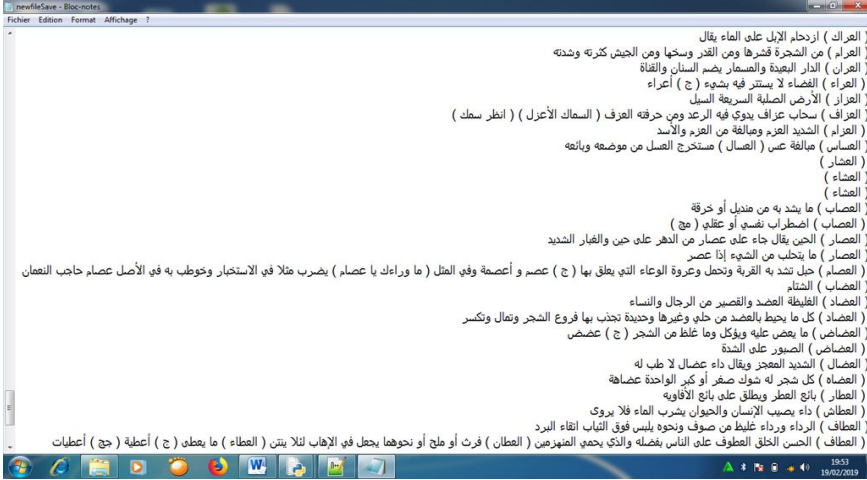 newfileSave - Bloc-notes
Fichier Edition Format Affichage ?
( العراك ) ازدحام الإبل على الماء يقال
( العرام ) من الشجرة قشرها ومن القدر وسخها ومن الجيش كثرته وشدته
( العران ) الدار البعيدة والمسمار يضم السنان والقناة
( العراء ) الفضاء لا يستتر فيه بشيء ( ج ) أعراء
( العزاز ) الأرض الصلبة السريعة السيل
( العزاف ) سحاب عزاف يدوي فيه الرعد ومن حرفته العزف ( السماك الأعزل ) ( انظر سمك )
( العزام ) الشديد العزم ومبالغة من العزم والأسد
( العساس ) مبالغة عس ( العسال ) مستخرج العسل من موضعه وبائعه
( العشار )
( العشاء )
( العشاء )
( العصاب ) ما يشد به من منديل أو خرقة
( العصاب ) اضطراب نفسي أو عقلي ( مج )
( العصار ) الحين يقال جاء على عصار من الدهر على حين والغبار الشديد
( العصار ) ما يتحلب من الشيء إذا عصر
( العصام ) حبل تشد به القربة وتحمل وعروة الوعاء التي يعلق بها ( ج ) عصم و أعصمة وفي المثل ( ما وراءك يا عصام ) يضرب مثلا في الاستخبار وخوطب به في الأصل عصام حاجب النعمان
( العضاب ) الشتام
( العضاد ) الغليظة العضد والقصير من الرجال والنساء
( العضاد ) كل ما يحيط بالعضد من حلي وغيرها وحديدة تجذب بها فروع الشجر وتمال وتكسر
( العضاض ) ما يعض عليه ويؤكل وما غلظ من الشجر ( ج ) عضض
( العضاض ) الصبور على الشدة
( العضال ) الشديد المعجز ويقال داء عضال لا طب له
( العضاه ) كل شجر له شوك صغر أو كبر الواحدة عضاهة
( العطار ) بائع العطر ويطلق على بائع الأفاويه
( العطاش ) داء يصيب الإنسان والحيوان يشرب الماء فلا يروى
( العطاف ) الرداء ورداء غليظ من صوف ونحوه يلبس فوق الثياب اتقاء البرد
( العطاف ) الحسن الخلق العطوف على الناس بفضله والذي يحمي المنهزمين ( العطان ) فرث أو ملح أو نحوهما يجعل في الإهاب لئلا ينتن ( العطاء ) ما يعطى ( ج ) أعطية ( جج ) أعطيات
19:53
19/02/2019